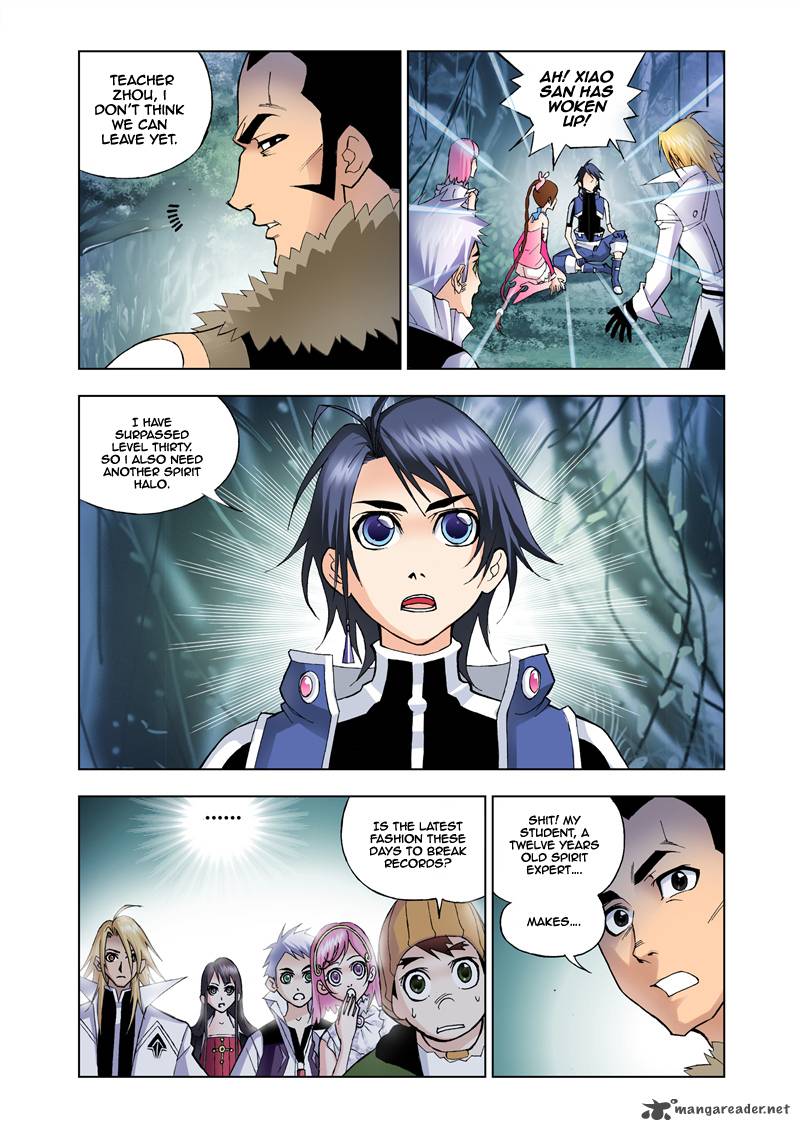 TEACHER
ZHOU, I
DON'T THINK
WE CAN
LEAVE YET.
AH! XIAO
SAN HAS
WOKEN
UP!
I HAVE
SURPASSED
LEVEL THIRTY.
SO I ALSO NEED
ANOTHER SPIRIT
HALO.
......
IS THE LATEST
FASHION THESE
DAYS TO BREAK
RECORDS?
SHIT! MY
STUDENT, A
TWELVE YEARS
OLD SPIRIT
EXPERT....
MAKES....
mangareader.net